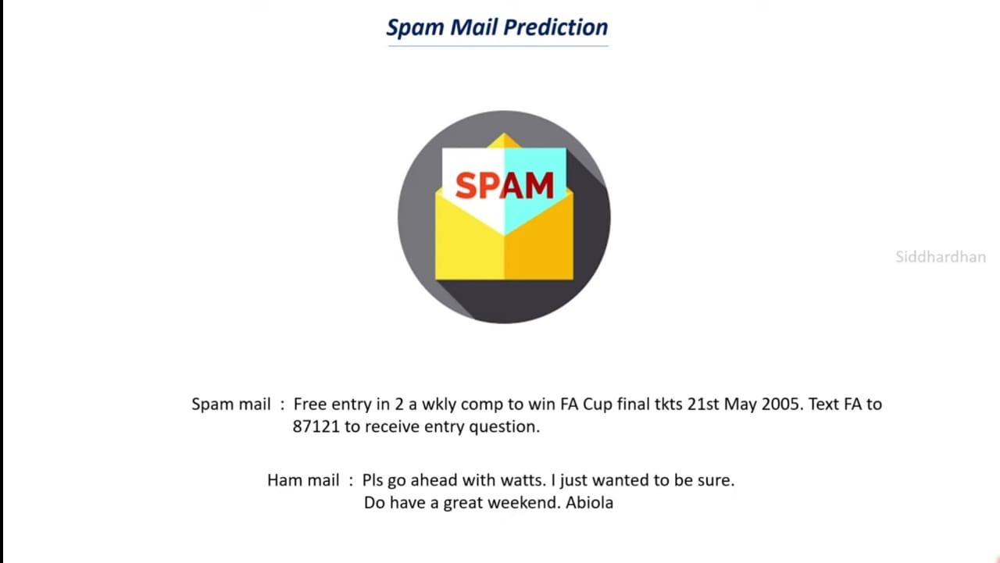 Spam Mail Prediction
SPAM
Siddhardhan
Spam mail : Free entry in 2 a wkly comp to win FA Cup final tkts 21st May 2005. Text FA to
87121 to receive entry question.
Ham mail : Pls go ahead with watts. I just wanted to be sure.
Do have a great weekend. Abiola